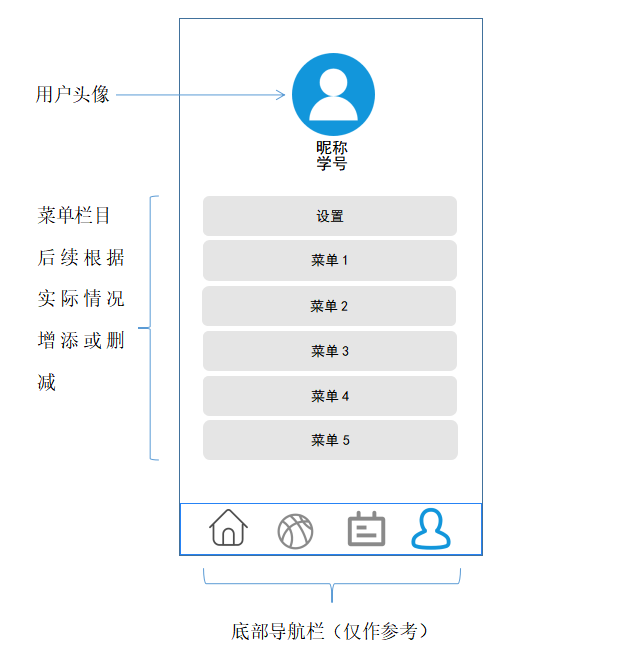 用户头像
昵称
学号
菜单栏目
后续根据
实际情况
增添或删
减
设置
菜单 1
菜单 2
菜单 3
菜单 4
菜单 5
底部导航栏（仅作参考）